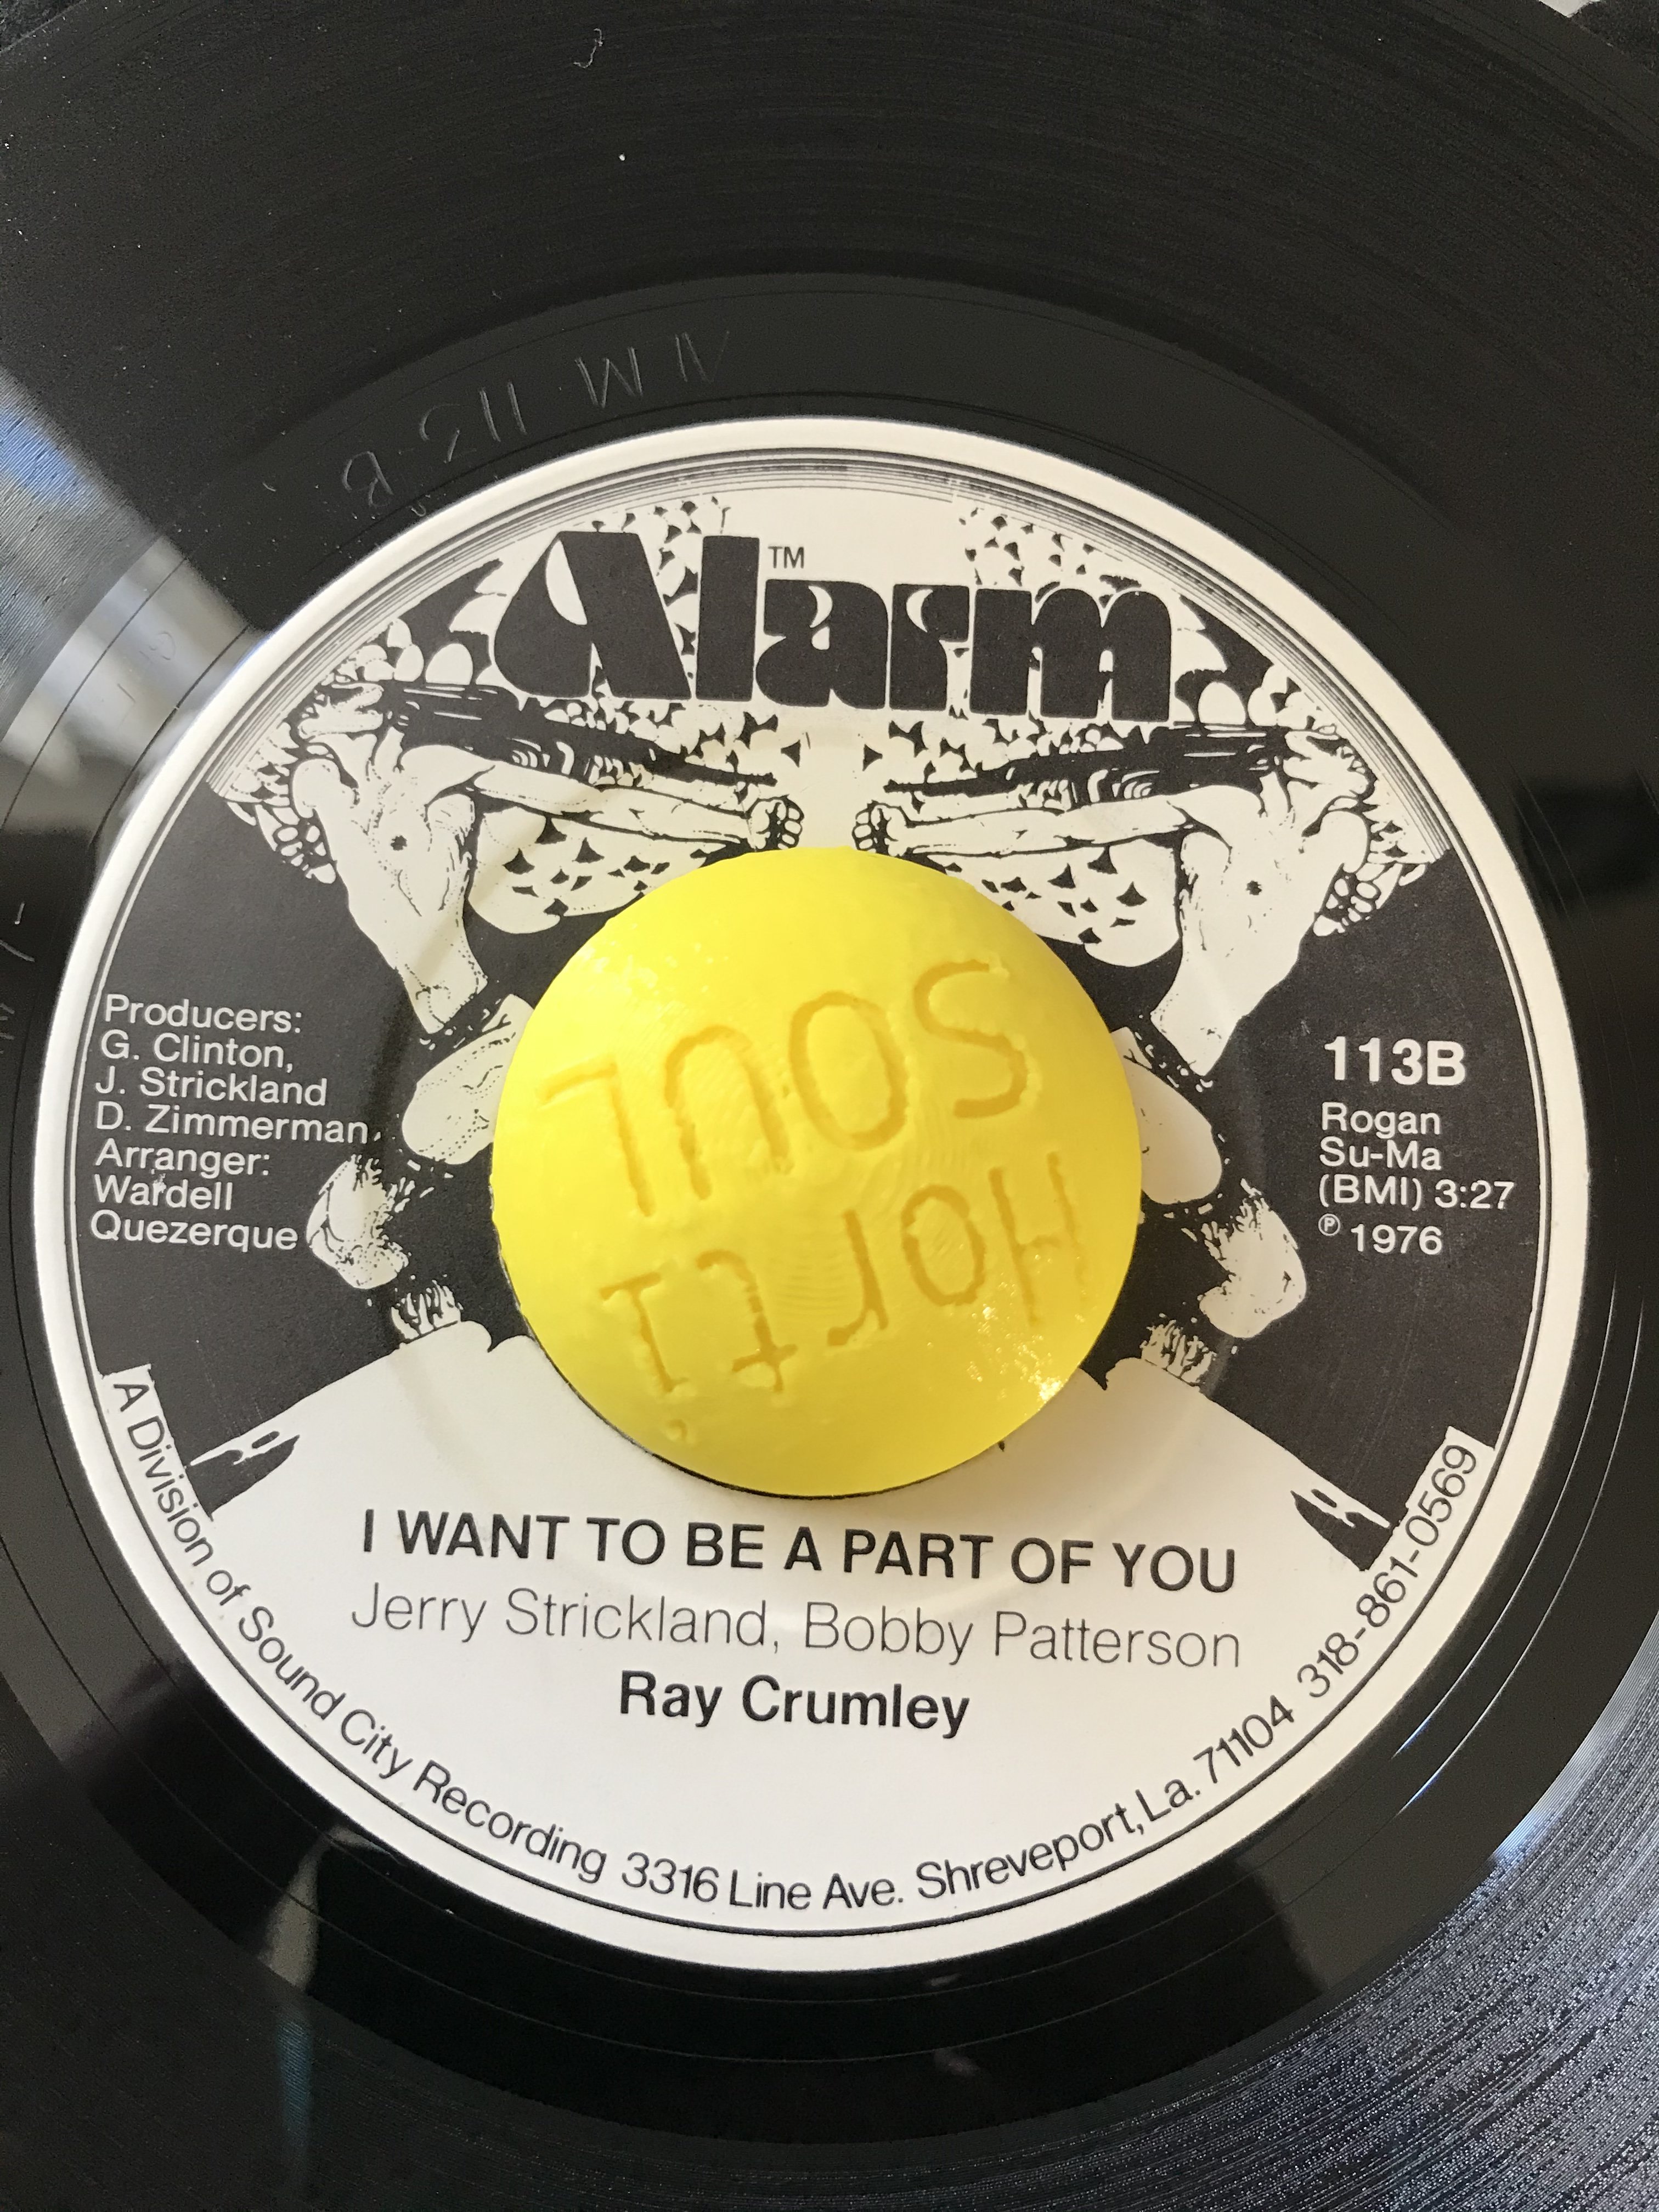 113-B
Alarm™
Producers:
G. Clinton,
J. Strickland
D. Zimmerman
Arranger:
Wardell
Quezerque
113B
Rogan
Su-Ma
(BMI) 3:27
℗ 1976
Horti
SOUL
I WANT TO BE A PART OF YOU
Jerry Strickland, Bobby Patterson
Ray Crumley
A Division of Sound City Recording 3316 Line Ave. Shreveport, La. 71104 318-861-0569